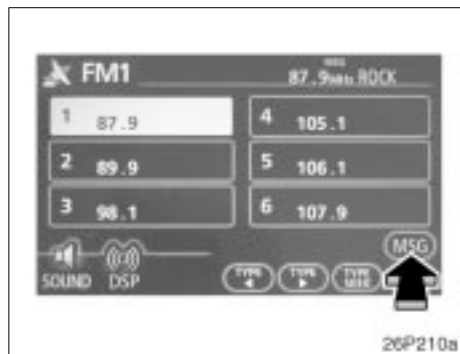 FM1
MSG
87.9MHz ROCK
1 87.9
4 105.1
2 89.9
5 106.1
3 98.1
6 107.9
MSG
SOUND DSP TYPE TYPE TYPE
26P210a